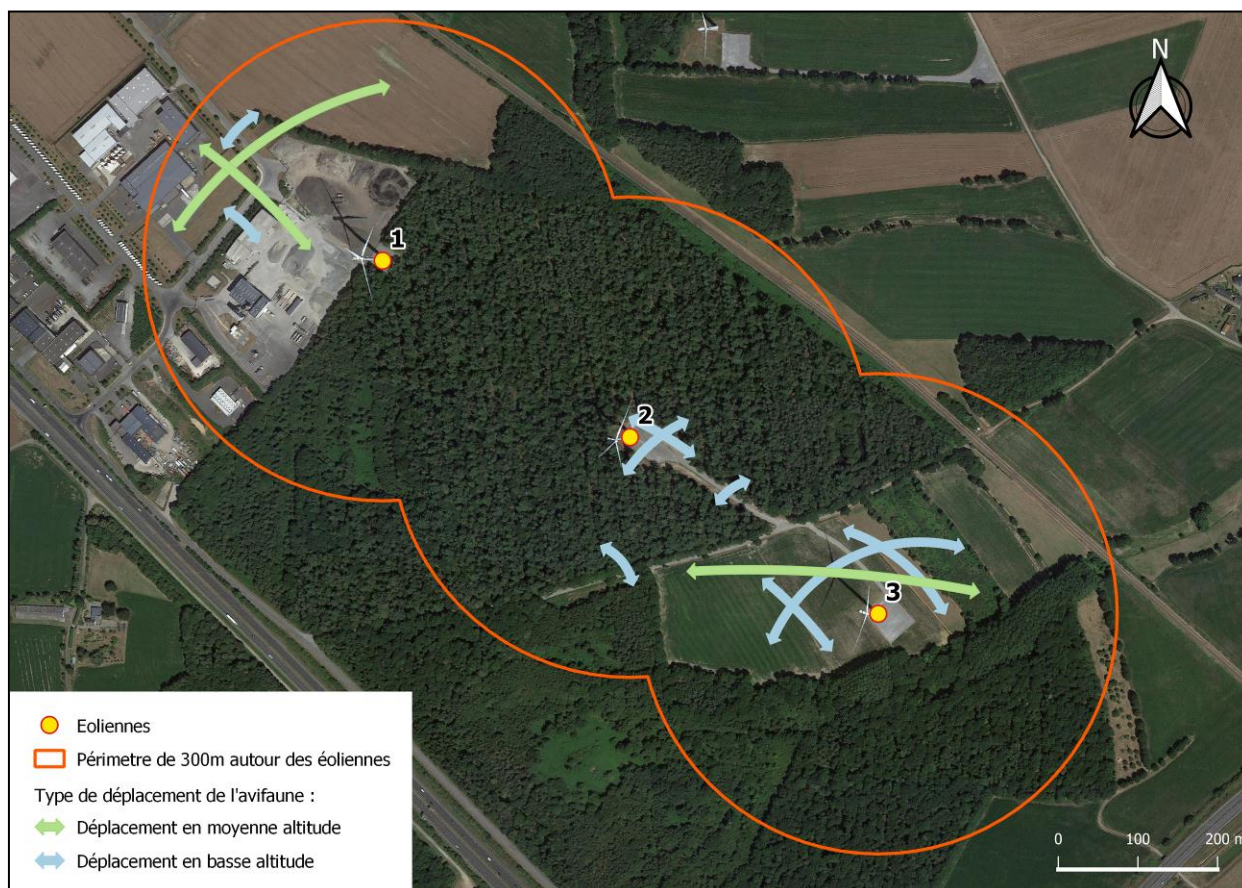 N
1
2
3
Eoliennes
Périmetre de 300m autour des éoliennes
Type de déplacement de l'avifaune :
Déplacement en moyenne altitude
Déplacement en basse altitude
0 100 200 m